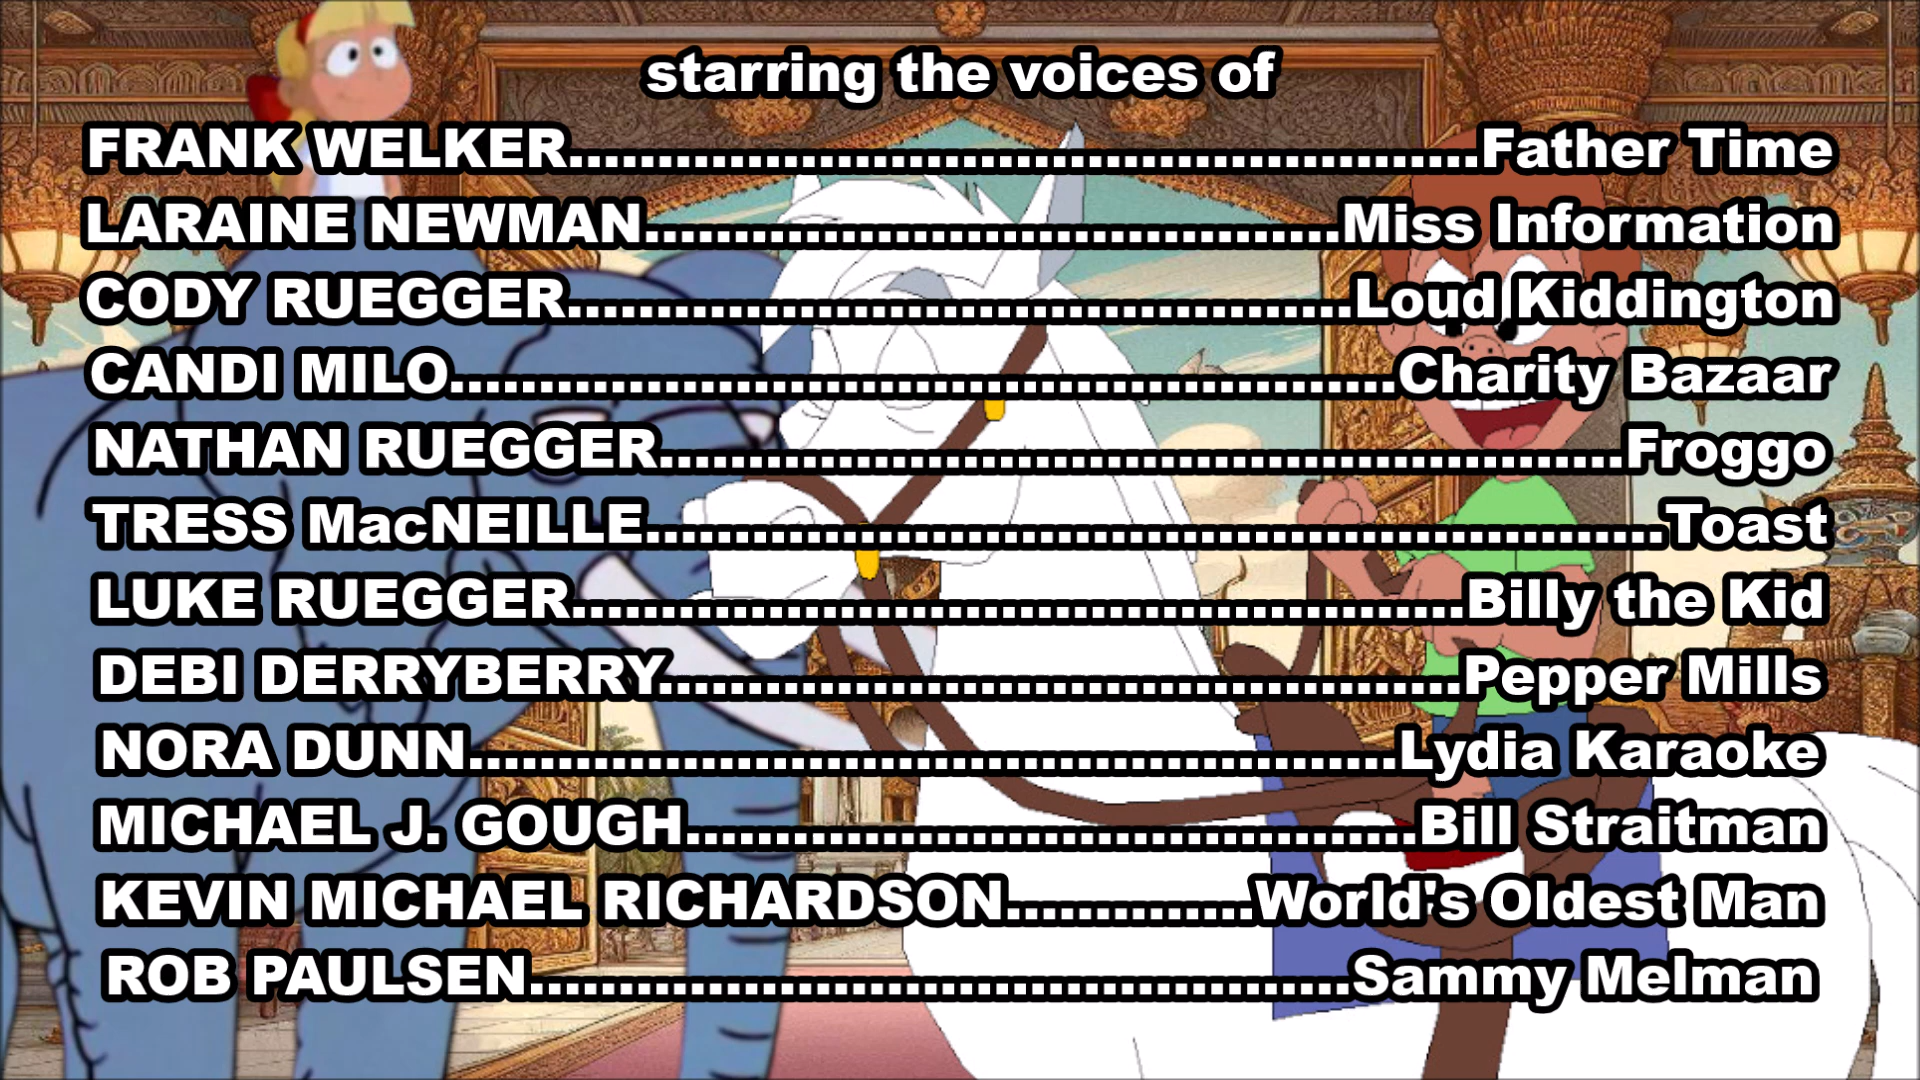 starring the voices of
FRANK WELKER..................................................Father Time
LARAINE NEWMAN......................................Miss Information
CODY RUEGGER...........................................Loud Kiddington
CANDI MILO....................................................Charity Bazaar
NATHAN RUEGGER.....................................................Froggo
TRESS MacNEILLE........................................................Toast
LUKE RUEGGER.................................................Billy the Kid
DEBI DERRYBERRY............................................Pepper Mills
NORA DUNN...................................................Lydia Karaoke
MICHAEL J. GOUGH........................................Bill Straitman
KEVIN MICHAEL RICHARDSON.............World's Oldest Man
ROB PAULSEN.............................................Sammy Melman